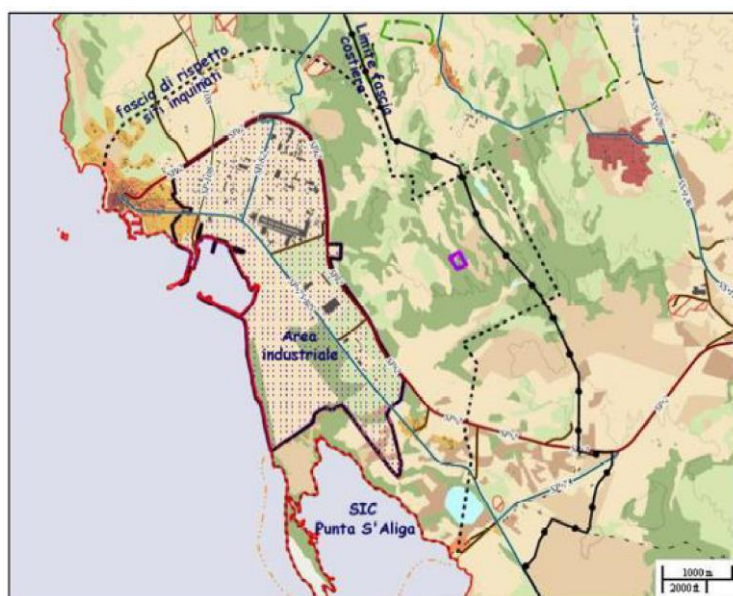 fascia di rispetto
siti inquinati
Limite fascia
costiera
Area
industriale
SIC
Punta S'Aliga
1000 m
2000 ft